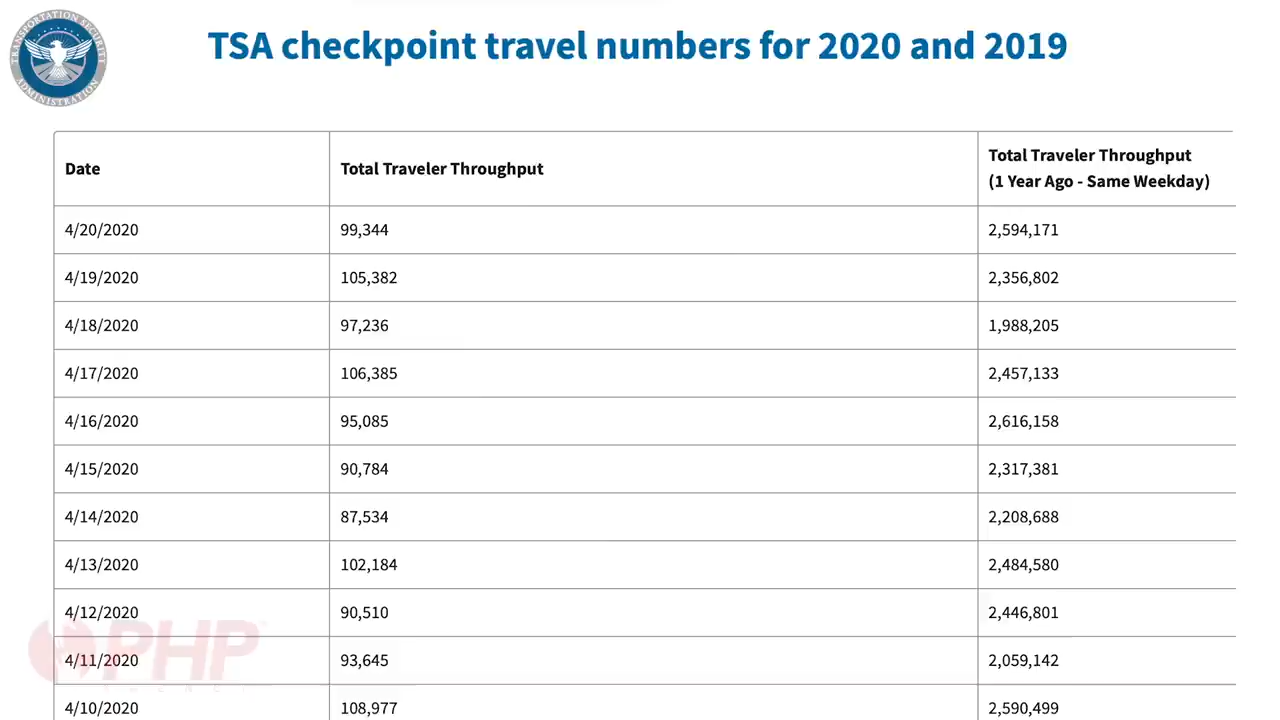 TRANSPORTATION SECURITY
ADMINISTRATION
TSA checkpoint travel numbers for 2020 and 2019
Date Total Traveler Throughput Total Traveler Throughput
(1 Year Ago - Same Weekday)
4/20/2020 99,344 2,594,171
4/19/2020 105,382 2,356,802
4/18/2020 97,236 1,988,205
4/17/2020 106,385 2,457,133
4/16/2020 95,085 2,616,158
4/15/2020 90,784 2,317,381
4/14/2020 87,534 2,208,688
4/13/2020 102,184 2,484,580
4/12/2020 90,510 2,446,801
PHP
4/11/2020 93,645 2,059,142
4/10/2020 108,977 2,590,499